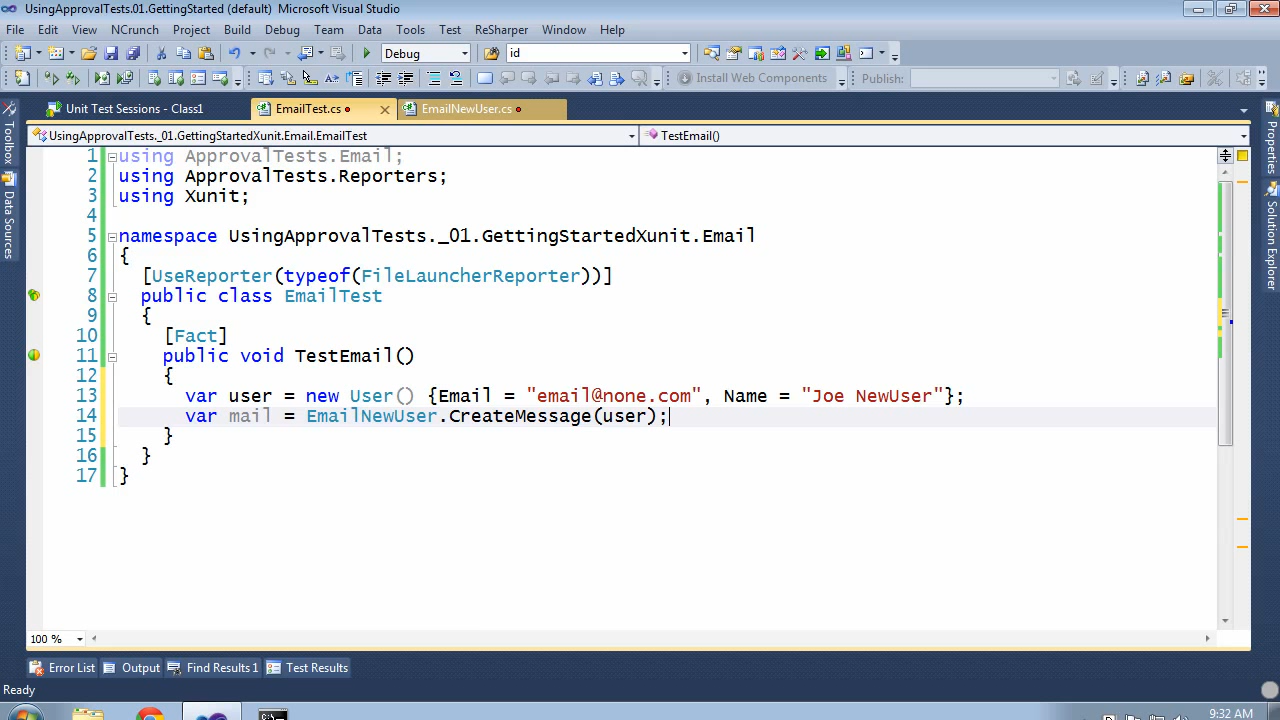 UsingApprovalTests.01.GettingStarted (default) - Microsoft Visual Studio
File Edit View NCrunch Project Build Debug Team Data Tools Test ReSharper Window Help
Debug id
Install Web Components Publish:
Unit Test Sessions - Class1 EmailTest.cs EmailNewUser.cs
UsingApprovalTests._01.GettingStartedXunit.Email.EmailTest TestEmail()
Toolbox
Data Sources
Properties
Solution Explorer
1 using ApprovalTests.Email;
2 using ApprovalTests.Reporters;
3 using Xunit;
4
5 namespace UsingApprovalTests._01.GettingStartedXunit.Email
6 {
7 [UseReporter(typeof(FileLauncherReporter))]
8 public class EmailTest
9 {
10 [Fact]
11 public void TestEmail()
12 {
13 var user = new User() {Email = "email@none.com", Name = "Joe NewUser"};
14 var mail = EmailNewUser.CreateMessage(user);
15 }
16 }
17 }
100 %
Error List Output Find Results 1 Test Results
Ready
9:32 AM